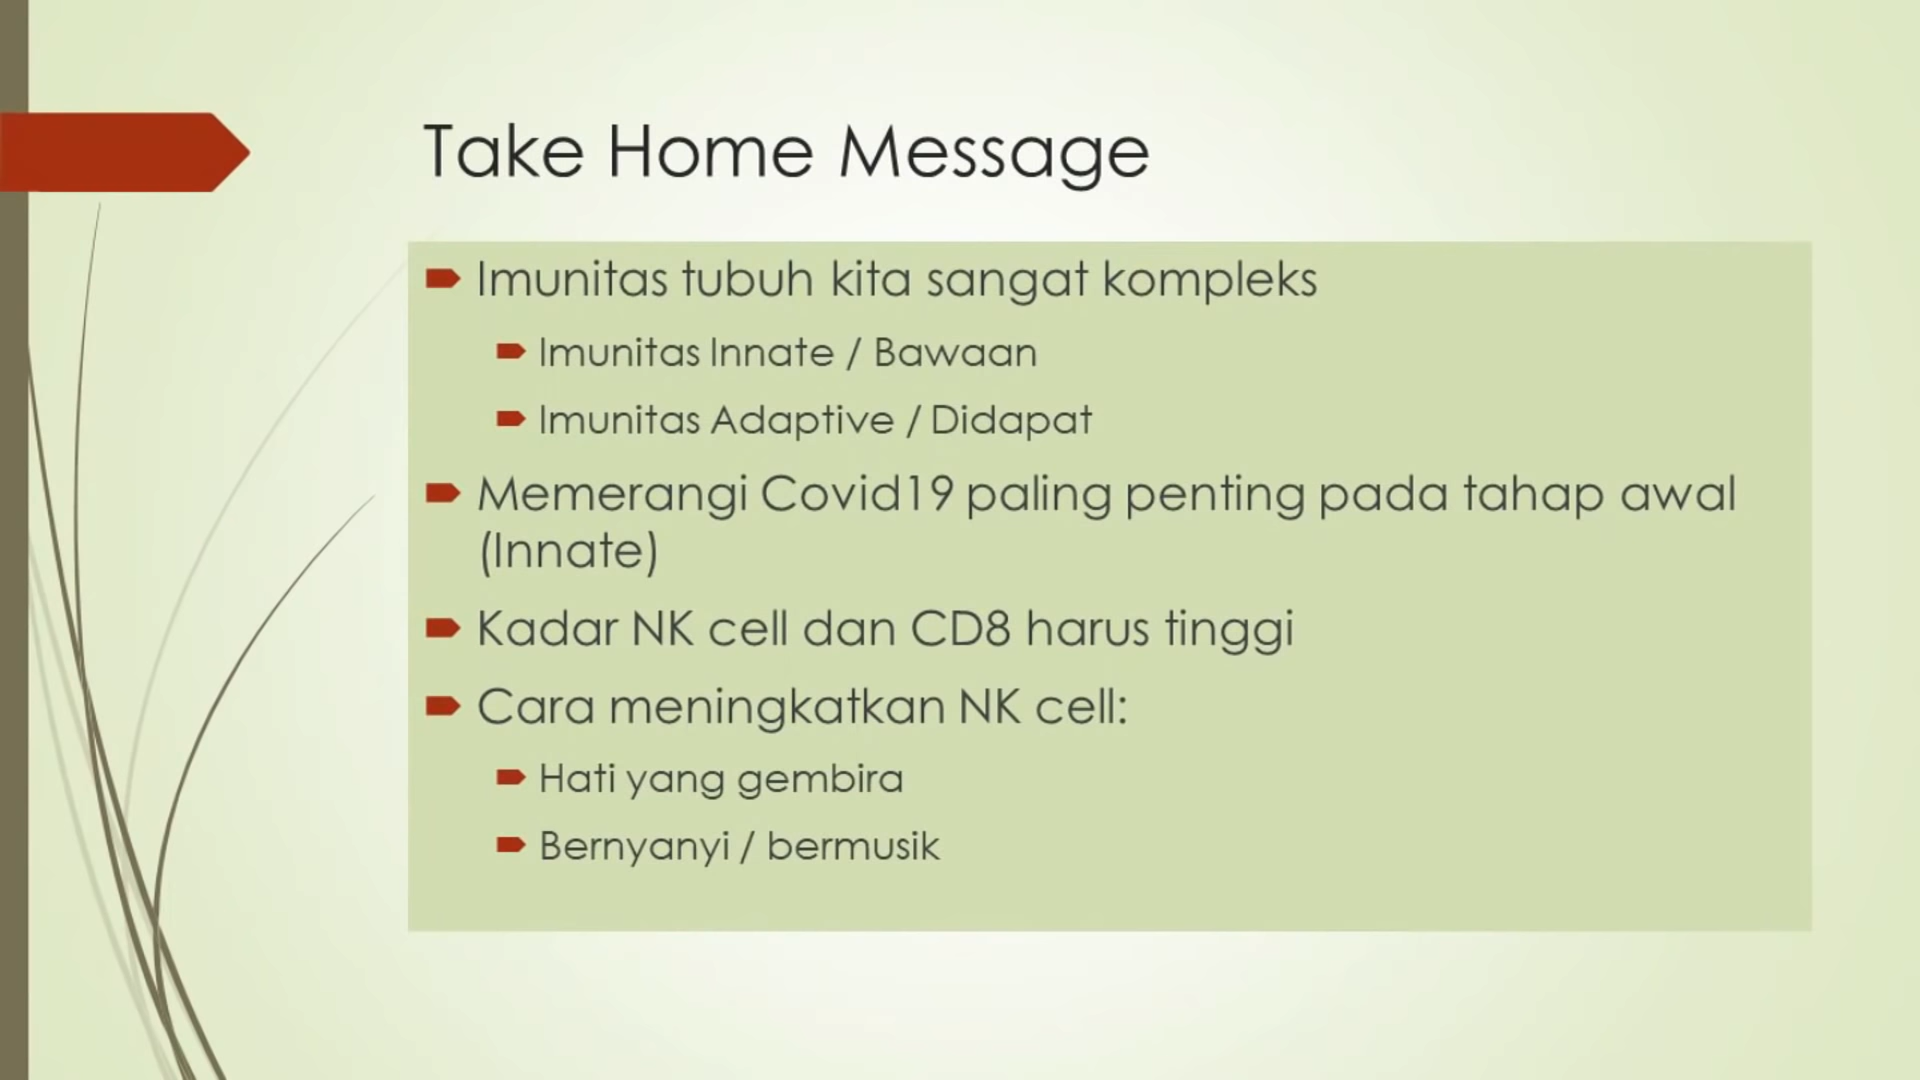 Take Home Message
Imunitas tubuh kita sangat kompleks
Imunitas Innate / Bawaan
Imunitas Adaptive / Didapat
Memerangi Covid19 paling penting pada tahap awal
(Innate)
Kadar NK cell dan CD8 harus tinggi
Cara meningkatkan NK cell:
Hati yang gembira
Bernyanyi / bermusik